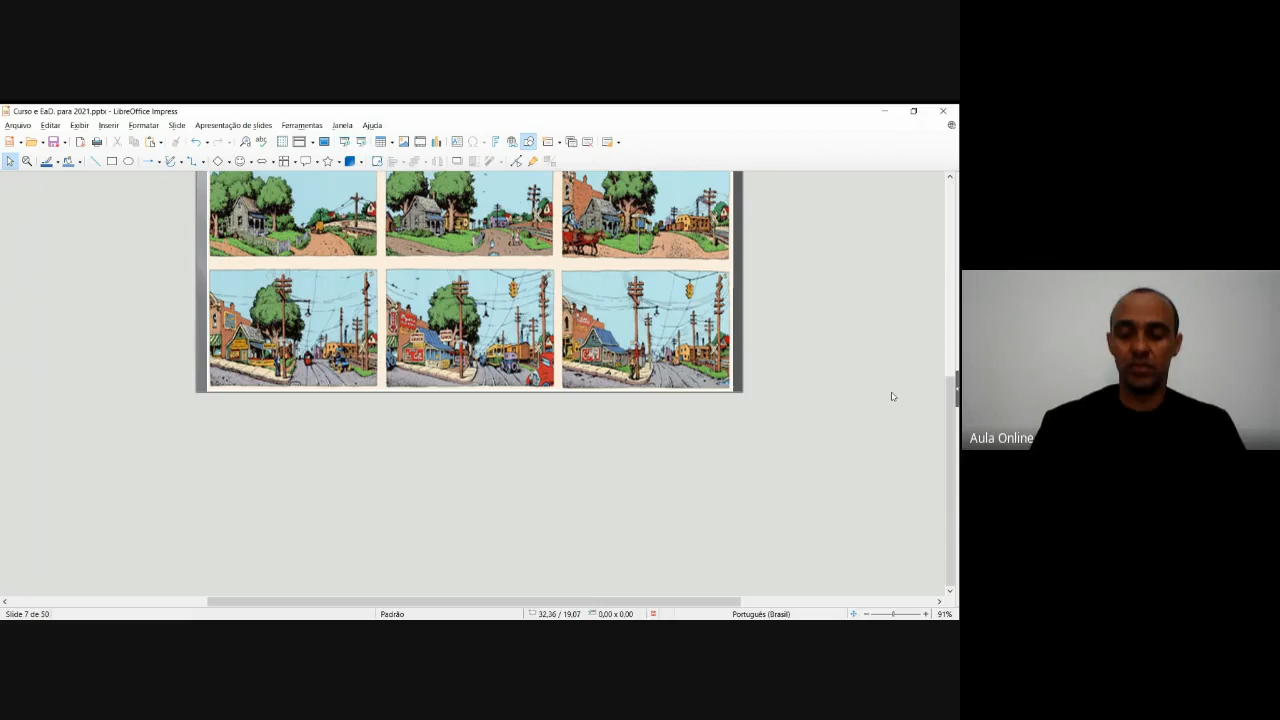 Curso e EaD. para 2021.pptx - LibreOffice Impress
Arquivo Editar Exibir Inserir Formatar Slide Apresentação de slides Ferramentas Janela Ajuda
Aula Online
Slide 7 de 50 Padrão 32,36 / 19,07 0,00 x 0,00 Português (Brasil) 91%